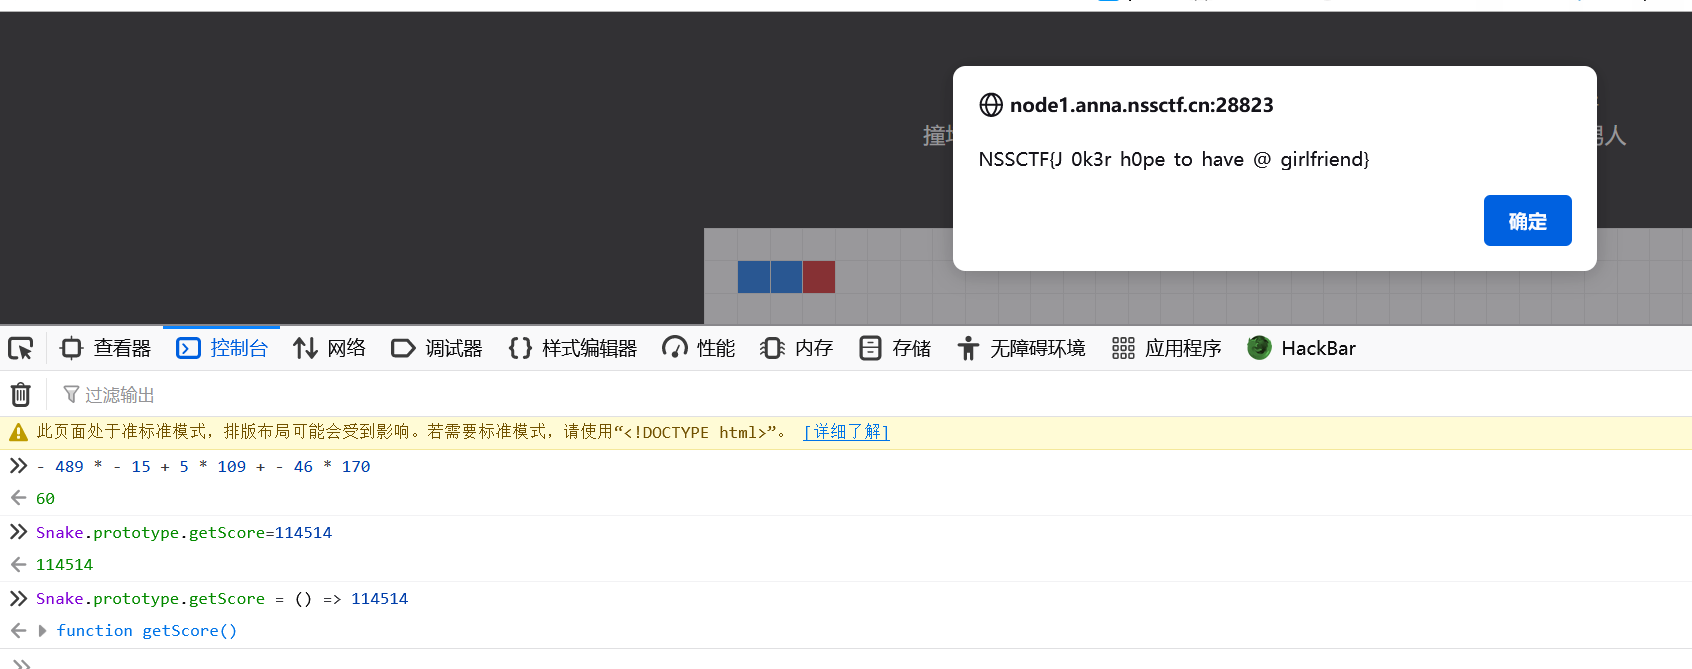 node1.anna.nssctf.cn:28823
撞
男人
NSSCTF{J 0k3r h0pe to have @ girlfriend}
确定
查看器 控制台 网络 调试器 {} 样式编辑器 性能 内存 存储 无障碍环境 应用程序 HackBar
过滤输出
此页面处于准标准模式，排版布局可能会受到影响。若需要标准模式，请使用“<!DOCTYPE html>”。 [详细了解]
>> - 489 * - 15 + 5 * 109 + - 46 * 170
← 60
>> Snake.prototype.getScore=114514
← 114514
>> Snake.prototype.getScore = () => 114514
← ▶ function getScore()
>>